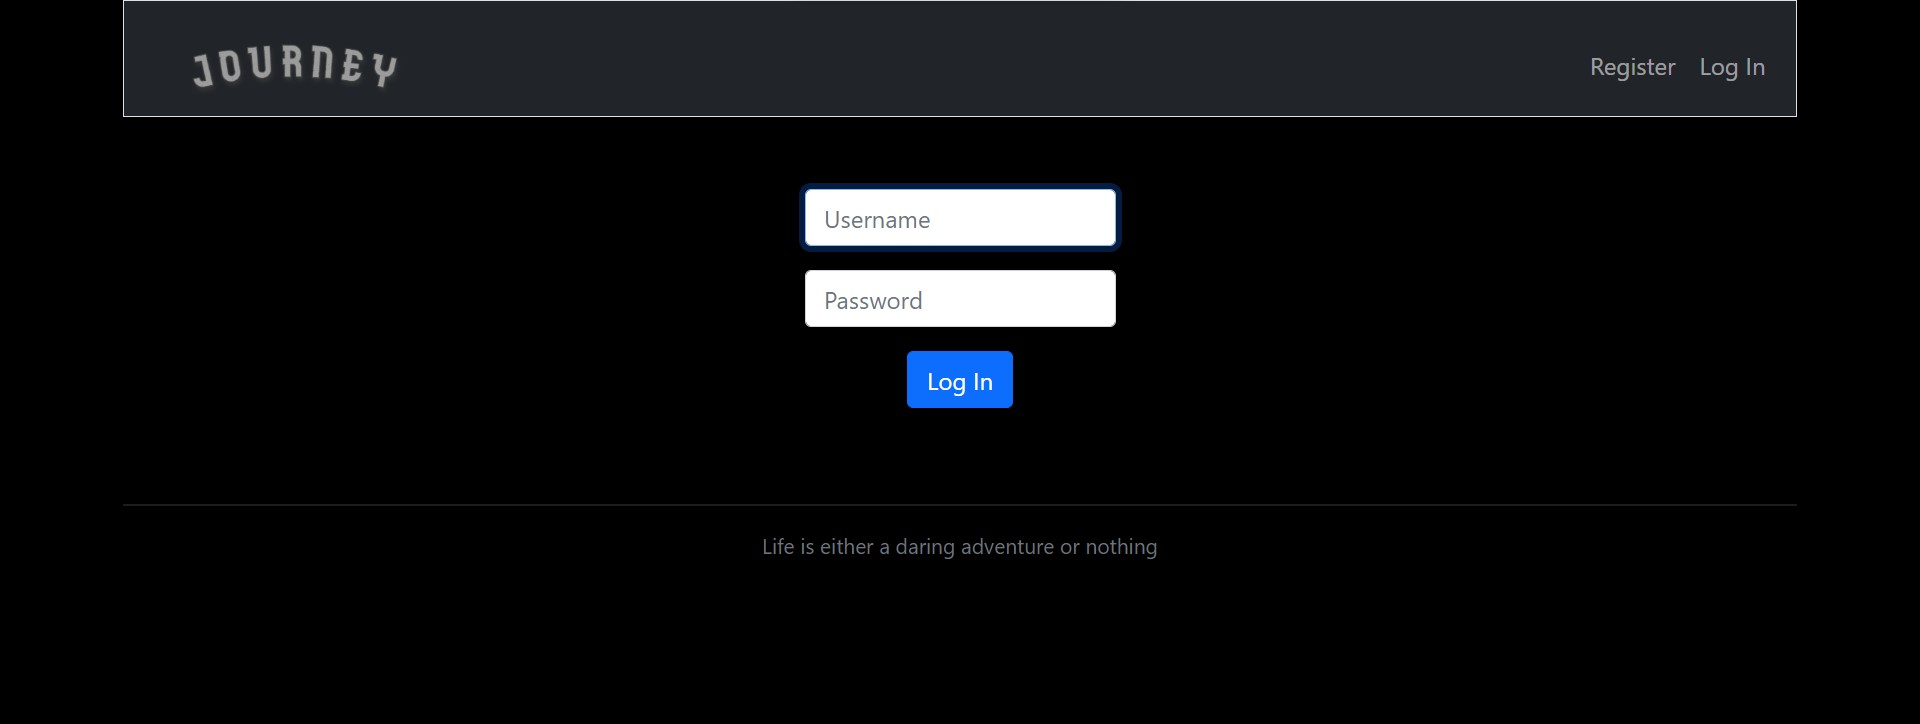 JOURNEY
Register
Log In
Username
Password
Log In
Life is either a daring adventure or nothing